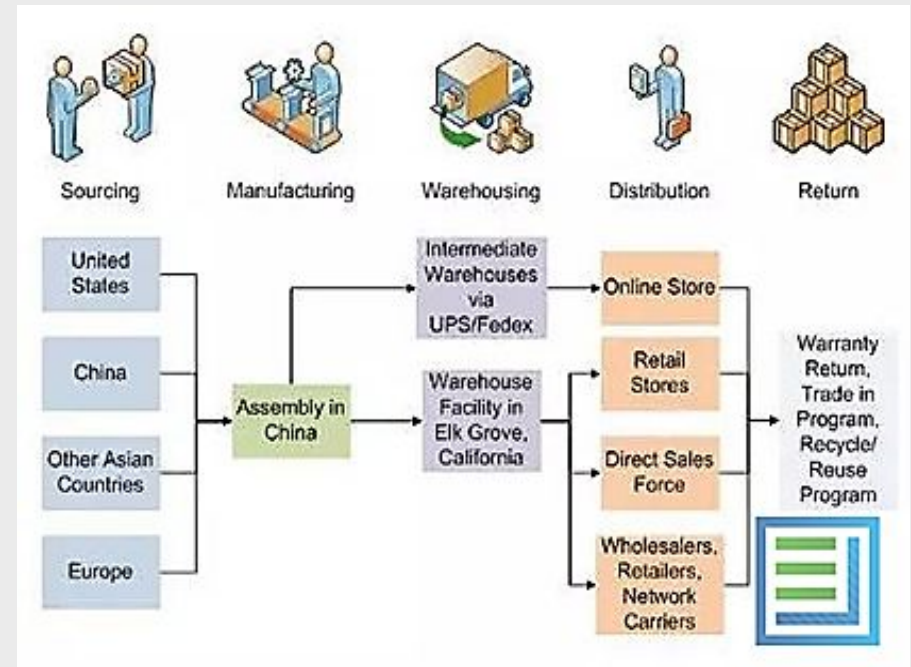 Sourcing
Manufacturing
Warehousing
Distribution
Return
United
States
China
Other Asian
Countries
Europe
Assembly in
China
Intermediate
Warehouses
via
UPS/Fedex
Warehouse
Facility in
Elk Grove,
California
Online Store
Retail
Stores
Direct Sales
Force
Wholesalers,
Retailers,
Network
Carriers
Warranty
Return,
Trade in
Program,
Recycle/
Reuse
Program